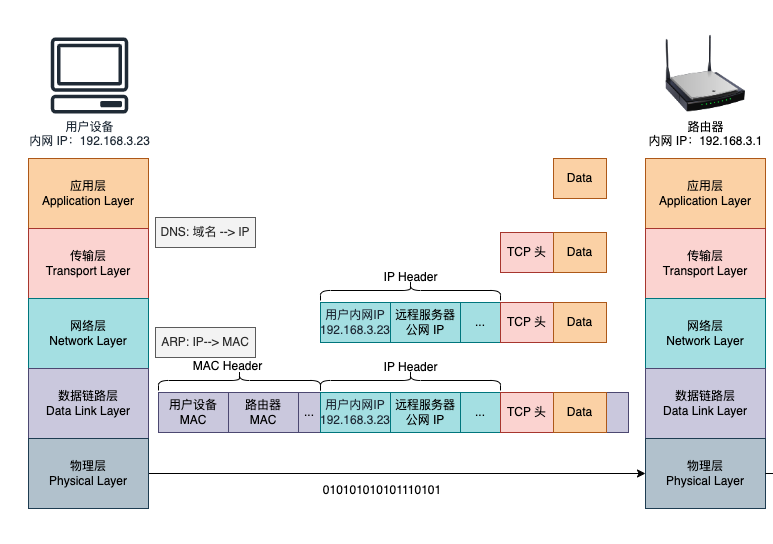 用户设备
内网 IP：192.168.3.23
路由器
内网 IP：192.168.3.1
应用层
Application Layer
Data
应用层
Application Layer
DNS: 域名 --> IP
传输层
Transport Layer
TCP 头
Data
传输层
Transport Layer
IP Header
网络层
Network Layer
用户内网IP
192.168.3.23
远程服务器
公网 IP
...
TCP 头
Data
网络层
Network Layer
ARP: IP--> MAC
MAC Header
IP Header
数据链路层
Data Link Layer
用户设备
MAC
路由器
MAC
...
用户内网IP
192.168.3.23
远程服务器
公网 IP
...
TCP 头
Data
数据链路层
Data Link Layer
物理层
Physical Layer
010101010101110101
物理层
Physical Layer